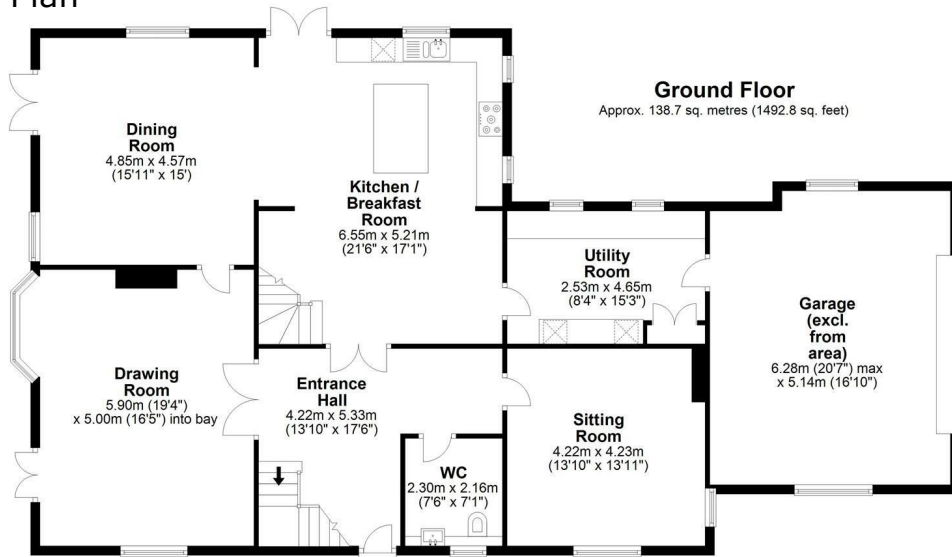 Plan
Ground Floor
Approx. 138.7 sq. metres (1492.8 sq. feet)
Dining
Room
4.85m x 4.57m
(15'11" x 15')
Kitchen /
Breakfast
Room
6.55m x 5.21m
(21'6" x 17'1")
Utility
Room
2.53m x 4.65m
(8'4" x 15'3")
Garage
(excl.
from
area)
6.28m (20'7") max
x 5.14m (16'10")
Drawing
Room
5.90m (19'4")
x 5.00m (16'5") into bay
Entrance
Hall
4.22m x 5.33m
(13'10" x 17'6")
Sitting
Room
4.22m x 4.23m
(13'10" x 13'11")
WC
2.30m x 2.16m
(7'6" x 7'1")